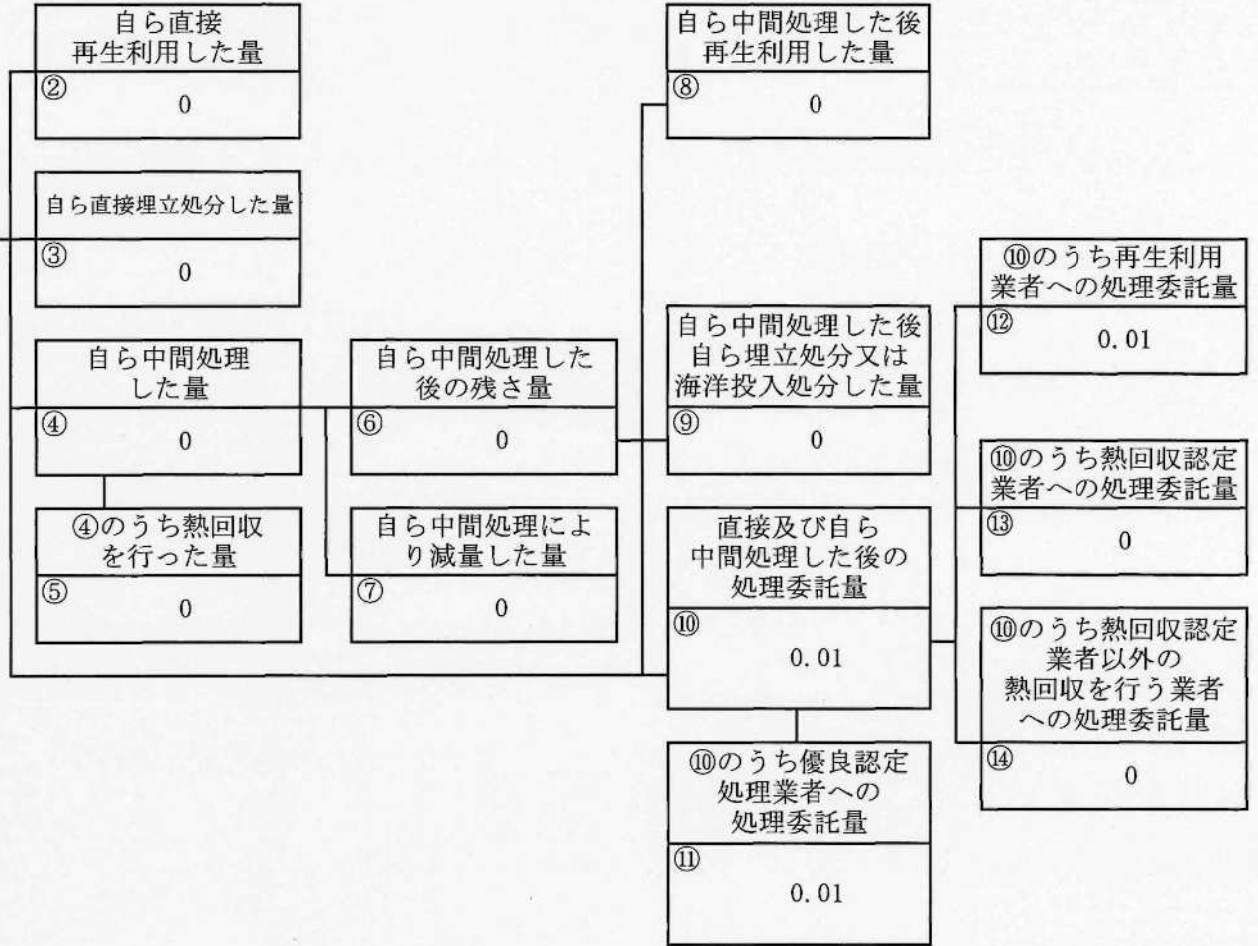 自ら直接
再生利用した量
②
0
自ら直接埋立処分した量
③
0
自ら中間処理
した量
④
0
④のうち熱回収
を行った量
⑤
0
自ら中間処理した
後の残さ量
⑥
0
自ら中間処理によ
り減量した量
⑦
0
自ら中間処理した後
再生利用した量
⑧
0
自ら中間処理した後
自ら埋立処分又は
海洋投入処分した量
⑨
0
直接及び自ら
中間処理した後の
処理委託量
⑩
0.01
⑩のうち優良認定
処理業者への
処理委託量
⑪
0.01
⑩のうち再生利用
業者への処理委託量
⑫
0.01
⑩のうち熱回収認定
業者への処理委託量
⑬
0
⑩のうち熱回収認定
業者以外の
熱回収を行う業者
への処理委託量
⑭
0